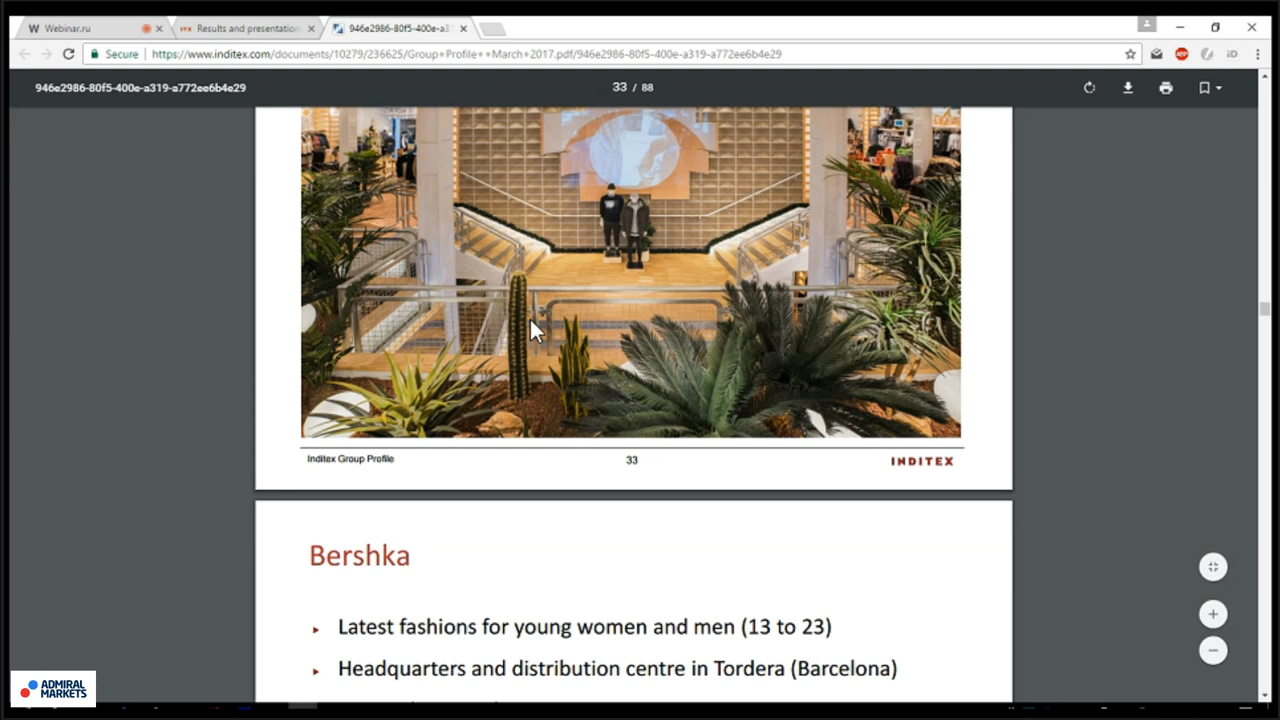 Webinar.ru
Results and presentation
946e2986-80f5-400e-a3
Secure
https://www.inditex.com/documents/10279/236625/Group+Profile++March+2017.pdf/946e2986-80f5-400e-a319-a772ee6b4e29
946e2986-80f5-400e-a319-a772ee6b4e29
33 / 88
Inditex Group Profile
33
INDITEX
Bershka
Latest fashions for young women and men (13 to 23)
Headquarters and distribution centre in Tordera (Barcelona)
ADMIRAL
MARKETS